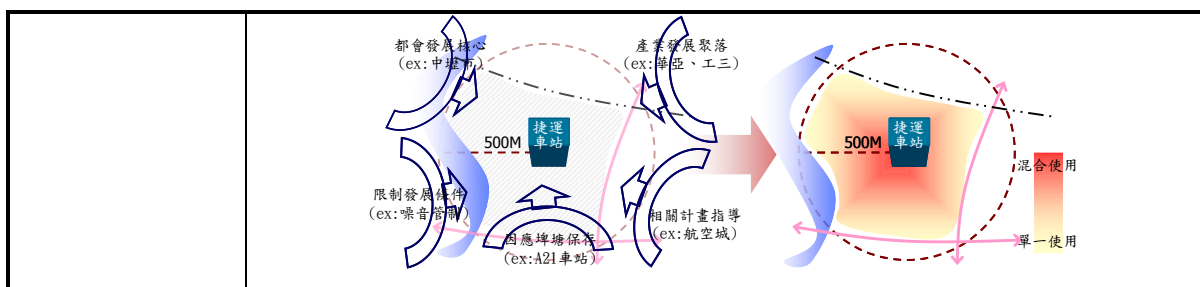 都會發展核心
(ex:中壢市)
產業發展聚落
(ex:華亞、工三)
捷運
車站
500M
限制發展條件
(ex:噪音管制)
因應埤塘保存
(ex:A21車站)
相關計畫指導
(ex:航空城)
捷運
車站
500M
混合使用
單一使用